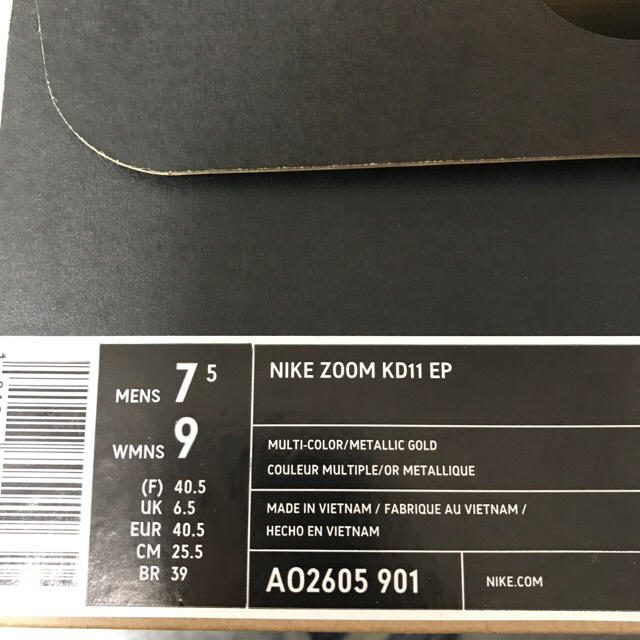 MENS 7 5
WMNS 9
(F) 40.5
UK 6.5
EUR 40.5
CM 25.5
BR 39
NIKE ZOOM KD11 EP
MULTI-COLOR/METALLIC GOLD
COULEUR MULTIPLE/OR METALLIQUE
MADE IN VIETNAM / FABRIQUE AU VIETNAM /
HECHO EN VIETNAM
AO2605 901
NIKE.COM